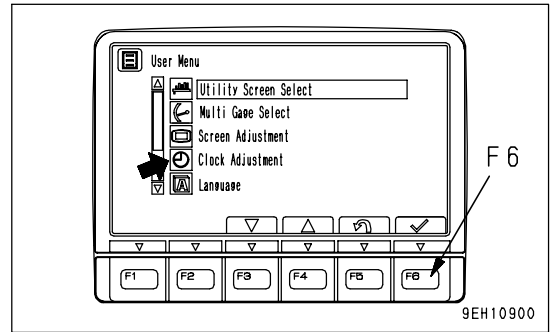 User Menu
Utility Screen Select
Multi Gage Select
Screen Adjustment
Clock Adjustment
A Language
F6
F1 F2 F3 F4 F5 F6
9EH10900